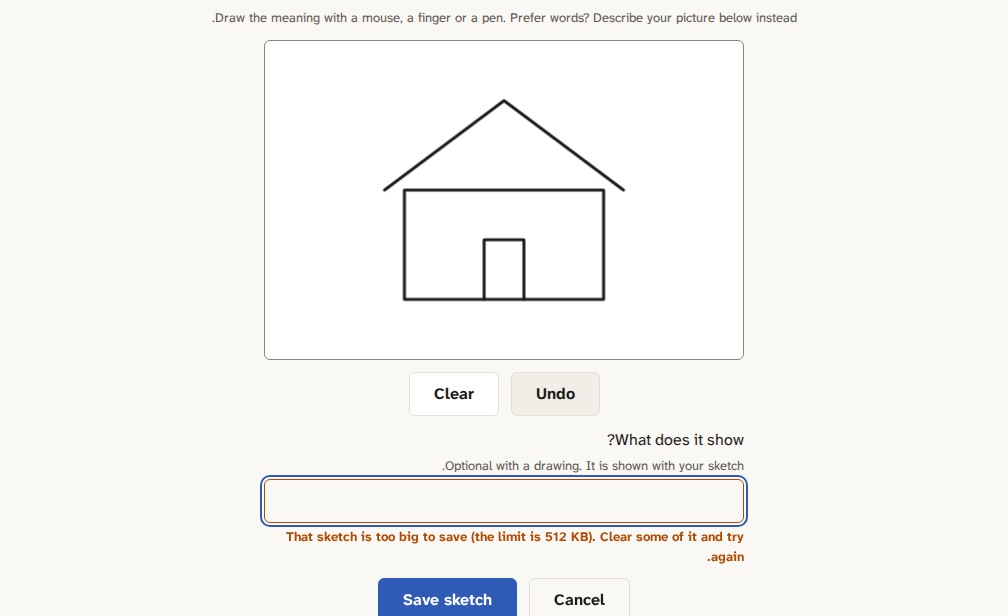 .Draw the meaning with a mouse, a finger or a pen. Prefer words? Describe your picture below instead
Clear
Undo
?What does it show
.Optional with a drawing. It is shown with your sketch
That sketch is too big to save (the limit is 512 KB). Clear some of it and try
.again
Save sketch
Cancel